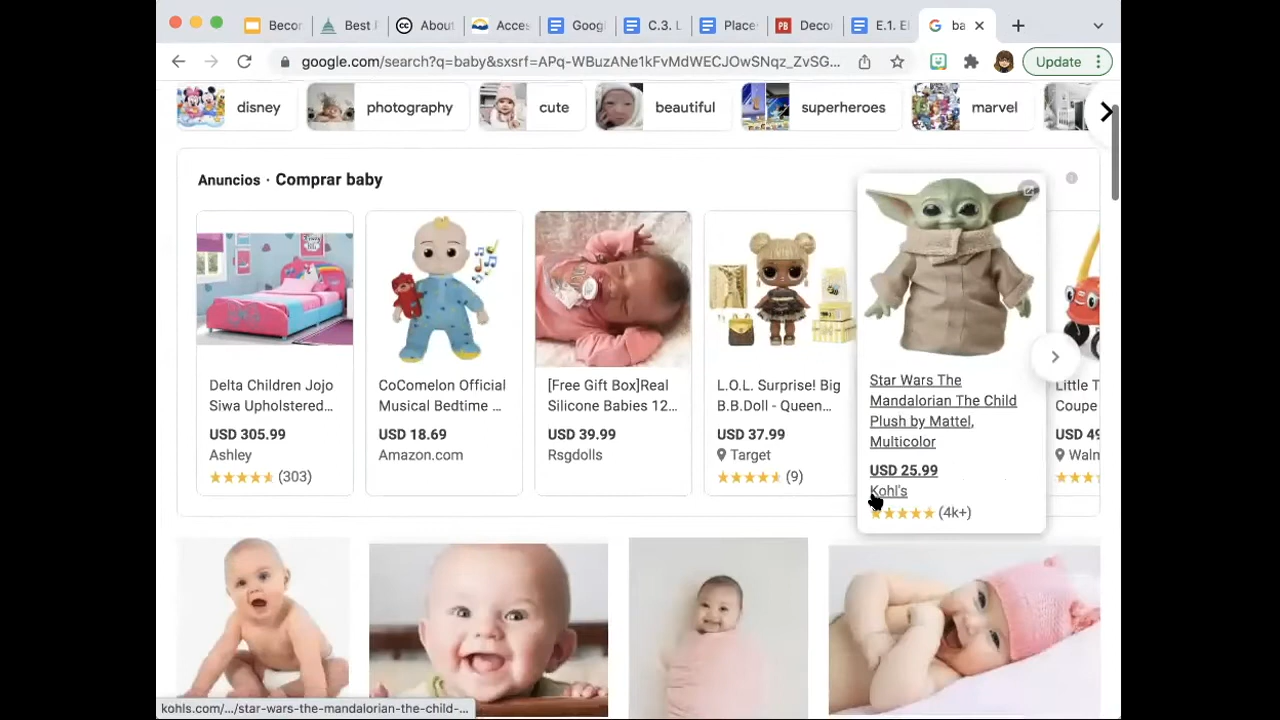 Becor
Best
About
Acces
Goog
C.3. L
Place
PB
Deco
E.1. El
ba
google.com/search?q=baby&sxsrf=APq-WBuzANe1kFvMdWECJOwSNqz_ZvSG...
Update
disney
photography
cute
beautiful
superheroes
marvel
Anuncios · Comprar baby
Delta Children Jojo
Siwa Upholstered...
USD 305.99
Ashley
(303)
CoComelon Official
Musical Bedtime ...
USD 18.69
Amazon.com
[Free Gift Box]Real
Silicone Babies 12...
USD 39.99
Rsgdolls
L.O.L. Surprise! Big
B.B.Doll - Queen...
USD 37.99
Target
(9)
Star Wars The
Mandalorian The Child
Plush by Mattel,
Multicolor
USD 25.99
Kohl's
(4k+)
Little T
Coupe
USD 49
Waln
kohls.com/.../star-wars-the-mandalorian-the-child-...